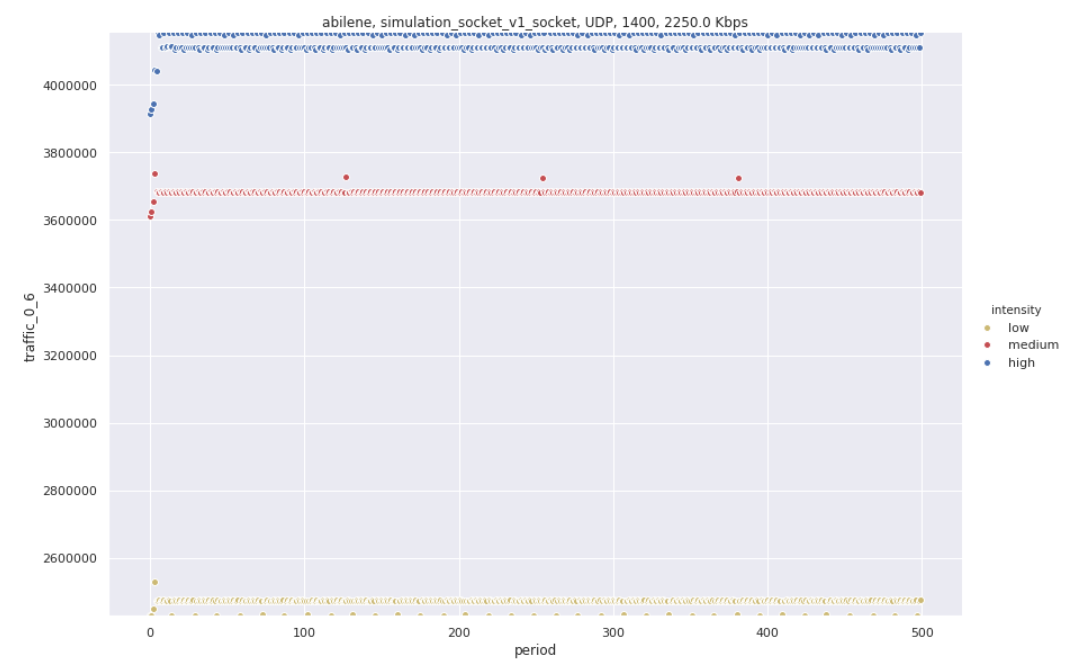 abilene, simulation_socket_v1_socket, UDP, 1400, 2250.0 Kbps
4000000
3800000
3600000
3400000
3200000
3000000
2800000
2600000
traffic_0_6
0 100 200 300 400 500
period
intensity
low
medium
high